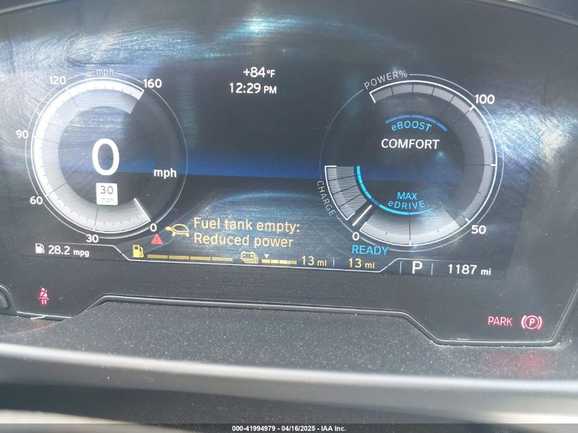 +84°F
12:29 PM
mph
120
160
90
60
30
0
0
mph
30
mph
28.2 mpg
Fuel tank empty:
Reduced power
13 mi
13 mi
POWER%
100
50
0
CHARGE
eBOOST
COMFORT
MAX
eDRIVE
READY
P
1187 mi
PARK (P)
000-41994979 - 04/16/2025 - IAA Inc.